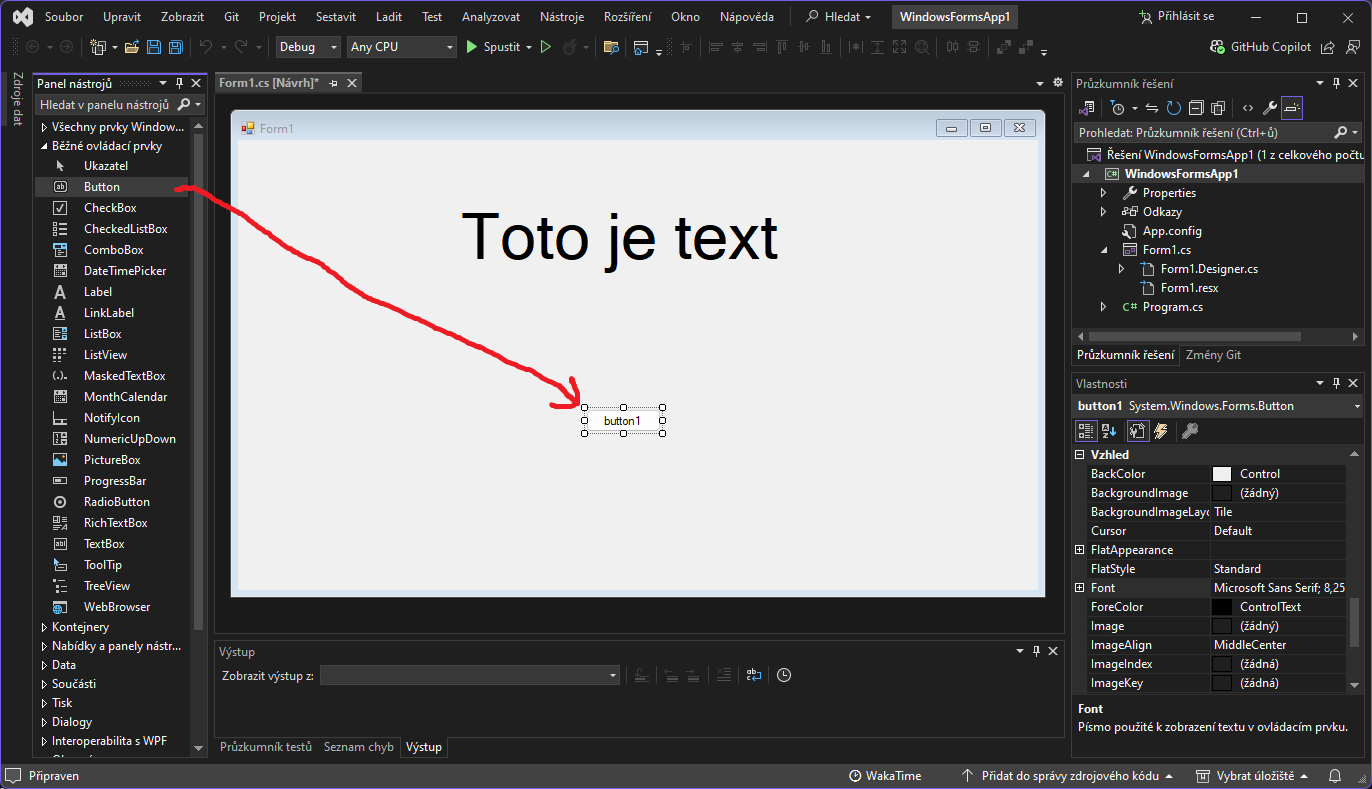 Soubor Upravit Zobrazit Git Projekt Sestavit Ladit Test Analyzovat Nástroje Rozšíření Okno Nápověda Hledat WindowsFormsApp1 Přihlásit se
Debug Any CPU Spustit GitHub Copilot
Zdroje dat
Panel nástrojů
Hledat v panelu nástrojů
Všechny prvky Window...
Běžné ovládací prvky
Ukazatel
Button
CheckBox
CheckedListBox
ComboBox
DateTimePicker
Label
LinkLabel
ListBox
ListView
MaskedTextBox
MonthCalendar
NotifyIcon
NumericUpDown
PictureBox
ProgressBar
RadioButton
RichTextBox
TextBox
ToolTip
TreeView
WebBrowser
Kontejnery
Nabídky a panely nástr...
Data
Součásti
Tisk
Dialogy
Interoperabilita s WPF
Form1.cs [Návrh]*
Form1
Toto je text
button1
Výstup
Zobrazit výstup z:
Průzkumník testů Seznam chyb Výstup
Průzkumník řešení
Prohledat: Průzkumník řešení (Ctrl+ů)
Řešení WindowsFormsApp1 (1 z celkového počtu
WindowsFormsApp1
Properties
Odkazy
App.config
Form1.cs
Form1.Designer.cs
Form1.resx
Program.cs
Průzkumník řešení Změny Git
Vlastnosti
button1 System.Windows.Forms.Button
Vzhled
BackColor Control
BackgroundImage (žádný)
BackgroundImageLayo Tile
Cursor Default
FlatAppearance
FlatStyle Standard
Font Microsoft Sans Serif; 8,25
ForeColor ControlText
Image (žádný)
ImageAlign MiddleCenter
ImageIndex (žádná)
ImageKey (žádná)
Font
Písmo použité k zobrazení textu v ovládacím prvku.
Připraven WakaTime Přidat do správy zdrojového kódu Vybrat úložiště